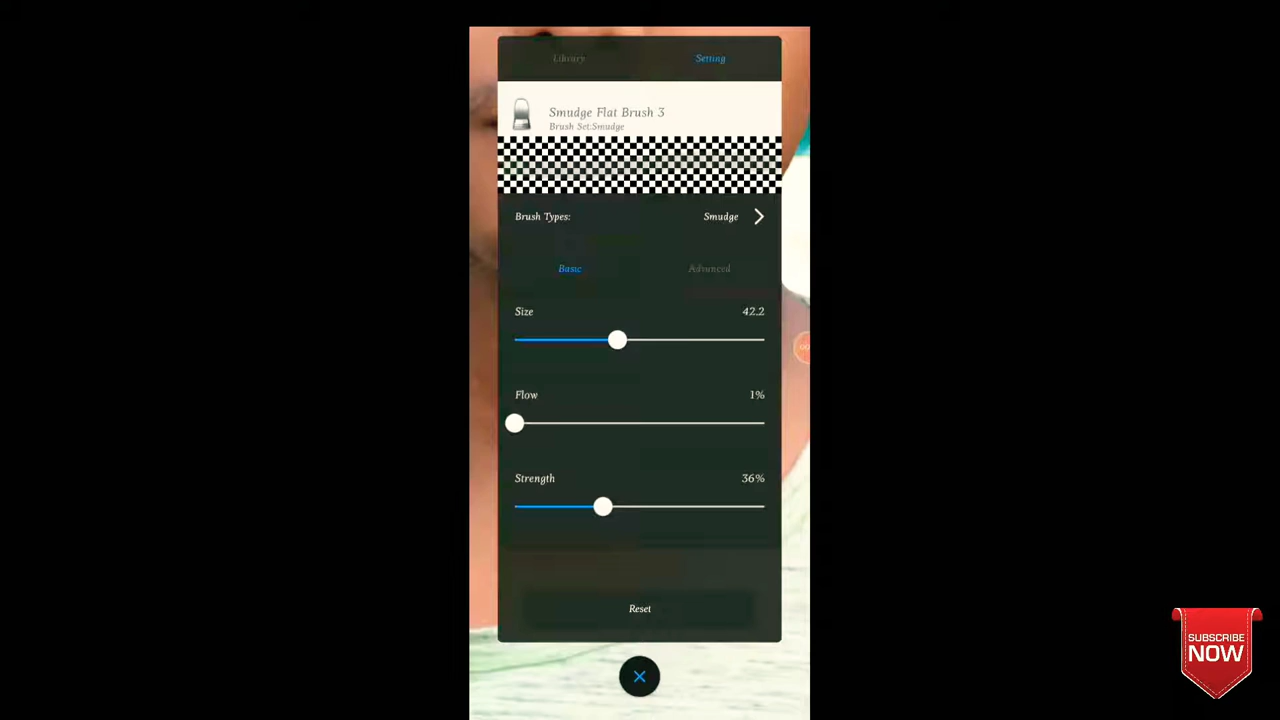 Library
Setting
Smudge Flat Brush 3
Brush Set:Smudge
Brush Types:
Smudge
Basic
Advanced
Size
42.2
Flow
1%
Strength
36%
Reset
SUBSCRIBE
NOW